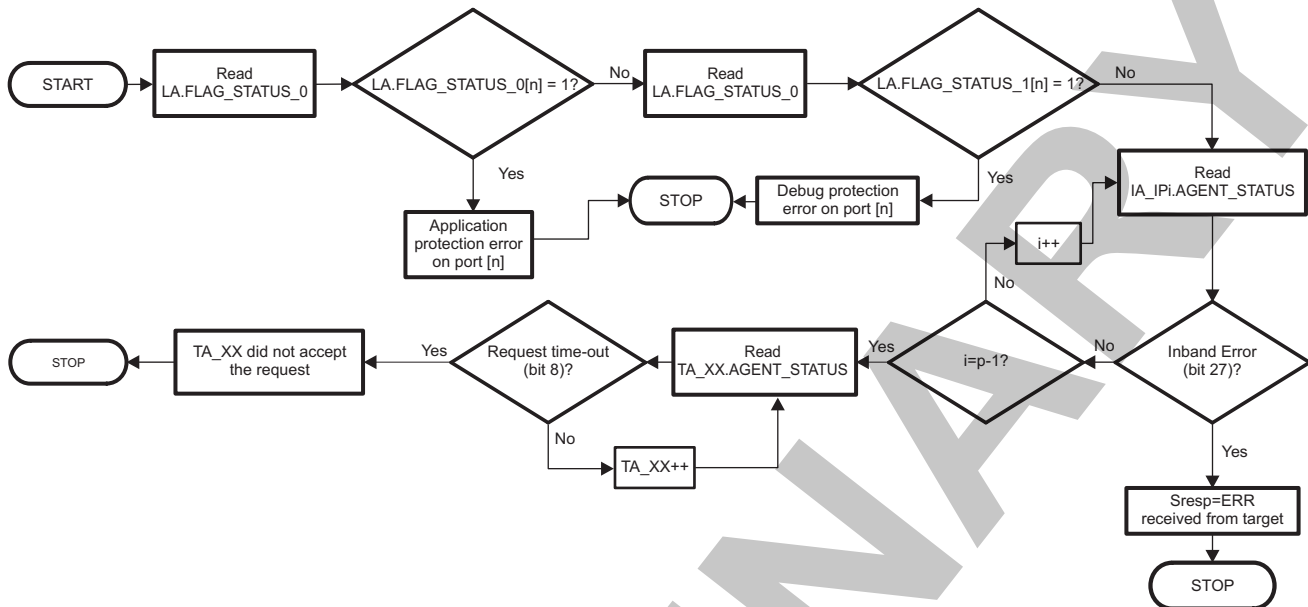 START
Read
LA.FLAG_STATUS_0
LA.FLAG_STATUS_0[n] = 1?
No
Read
LA.FLAG_STATUS_0
LA.FLAG_STATUS_1[n] = 1?
No
Yes
Application
protection error
on port [n]
STOP
Debug protection
error on port [n]
Yes
Read
IA_IPi.AGENT_STATUS
i++
No
STOP
TA_XX did not accept
the request
Yes
Request time-out
(bit 8)?
Read
TA_XX.AGENT_STATUS
Yes
i=p-1?
No
Inband Error
(bit 27)?
No
TA_XX++
Yes
Sresp=ERR
received from target
STOP